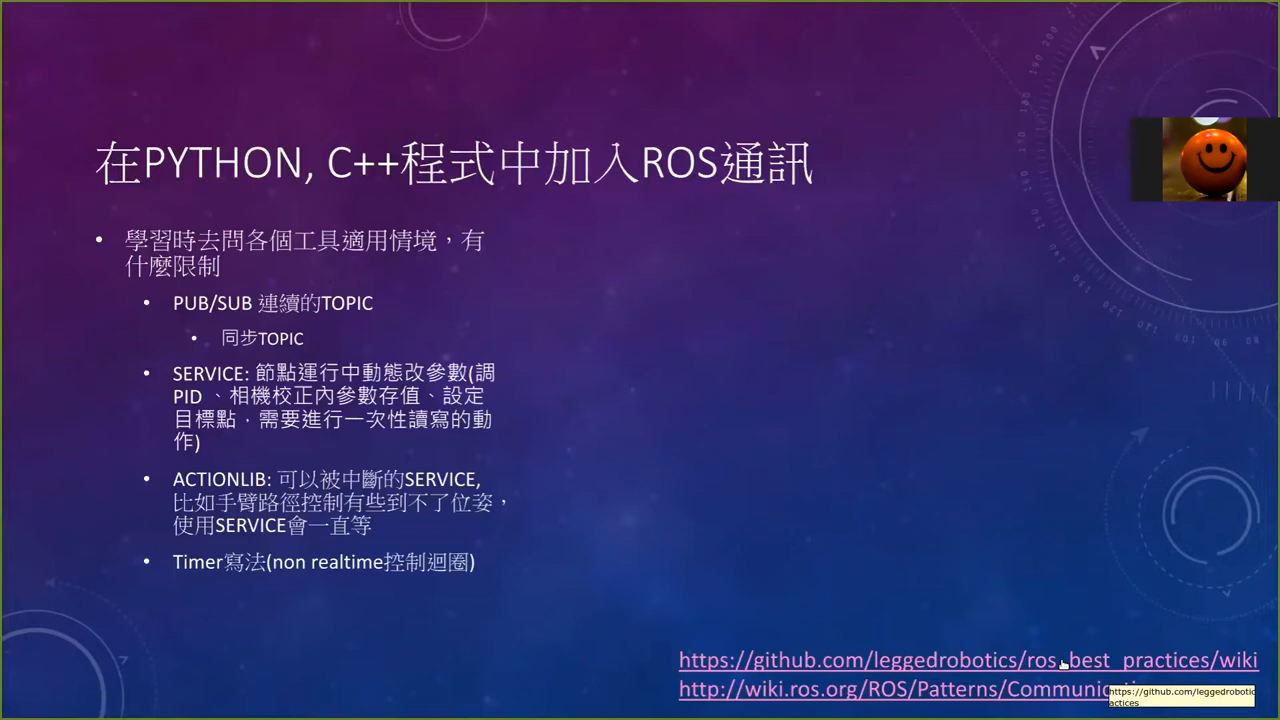 在PYTHON, C++程式中加入ROS通訊
• 學習時去問各個工具適用情境，有
什麼限制
• PUB/SUB 連續的TOPIC
• 同步TOPIC
• SERVICE: 節點運行中動態改參數(調
PID 、相機校正內參數存值、設定
目標點，需要進行一次性讀寫的動
作)
• ACTIONLIB: 可以被中斷的SERVICE,
比如手臂路徑控制有些到不了位姿，
使用SERVICE會一直等
• Timer寫法(non realtime控制迴圈)
https://github.com/leggedrobotics/ros_best_practices/wiki
http://wiki.ros.org/ROS/Patterns/Communic
https://github.com/leggedrobotic
actices